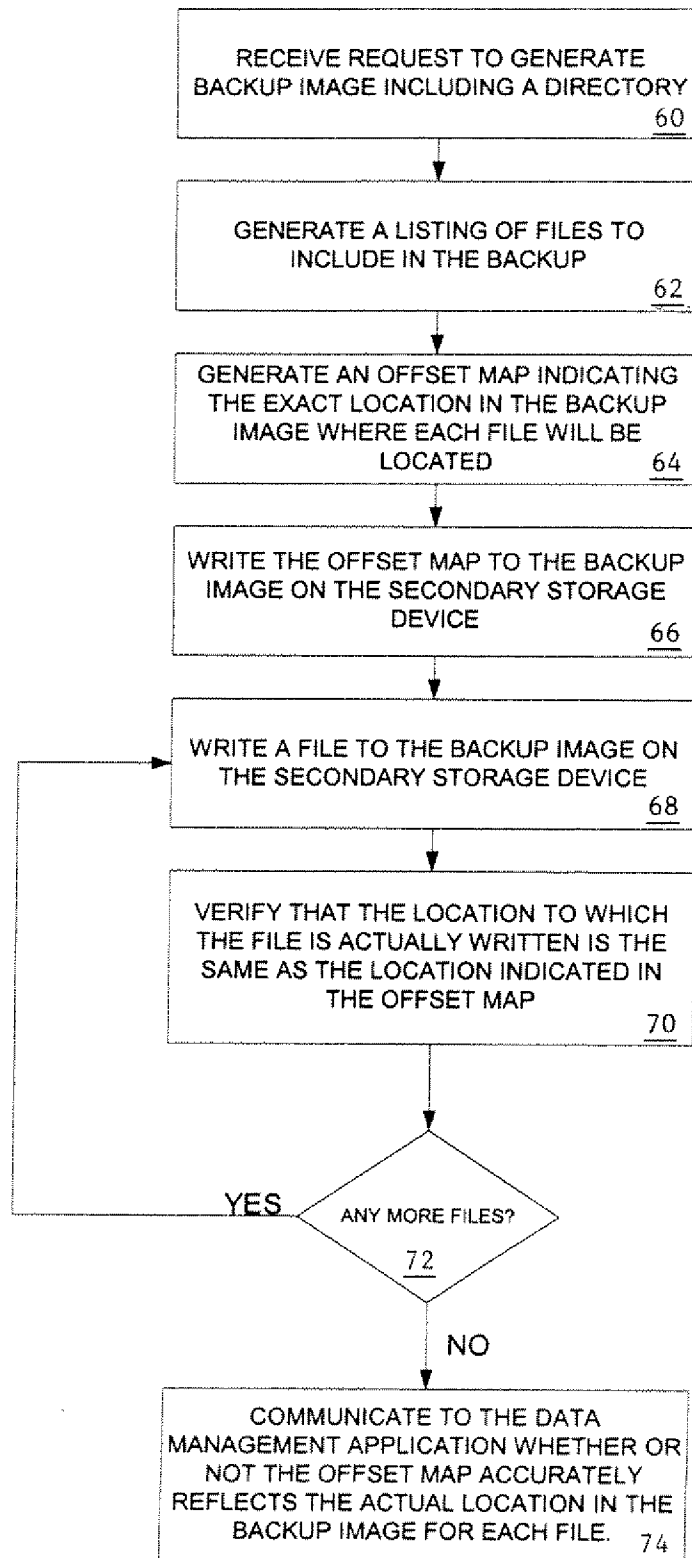 RECEIVE REQUEST TO GENERATE
BACKUP IMAGE INCLUDING A DIRECTORY
60
GENERATE A LISTING OF FILES TO
INCLUDE IN THE BACKUP
62
GENERATE AN OFFSET MAP INDICATING
THE EXACT LOCATION IN THE BACKUP
IMAGE WHERE EACH FILE WILL BE
LOCATED
64
WRITE THE OFFSET MAP TO THE BACKUP
IMAGE ON THE SECONDARY STORAGE
DEVICE
66
WRITE A FILE TO THE BACKUP IMAGE ON
THE SECONDARY STORAGE DEVICE
68
VERIFY THAT THE LOCATION TO WHICH
THE FILE IS ACTUALLY WRITTEN IS THE
SAME AS THE LOCATION INDICATED IN
THE OFFSET MAP
70
YES
ANY MORE FILES?
72
NO
COMMUNICATE TO THE DATA
MANAGEMENT APPLICATION WHETHER OR
NOT THE OFFSET MAP ACCURATELY
REFLECTS THE ACTUAL LOCATION IN THE
BACKUP IMAGE FOR EACH FILE.
74